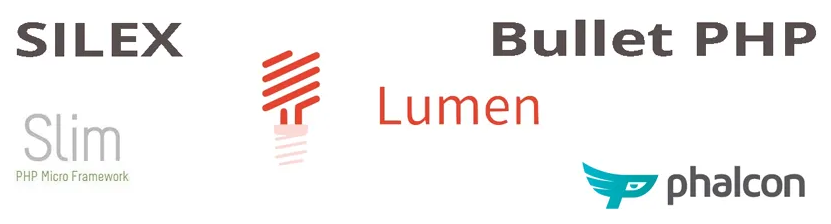 SILEX
Bullet PHP
Lumen
Slim
PHP Micro Framework
phalcon